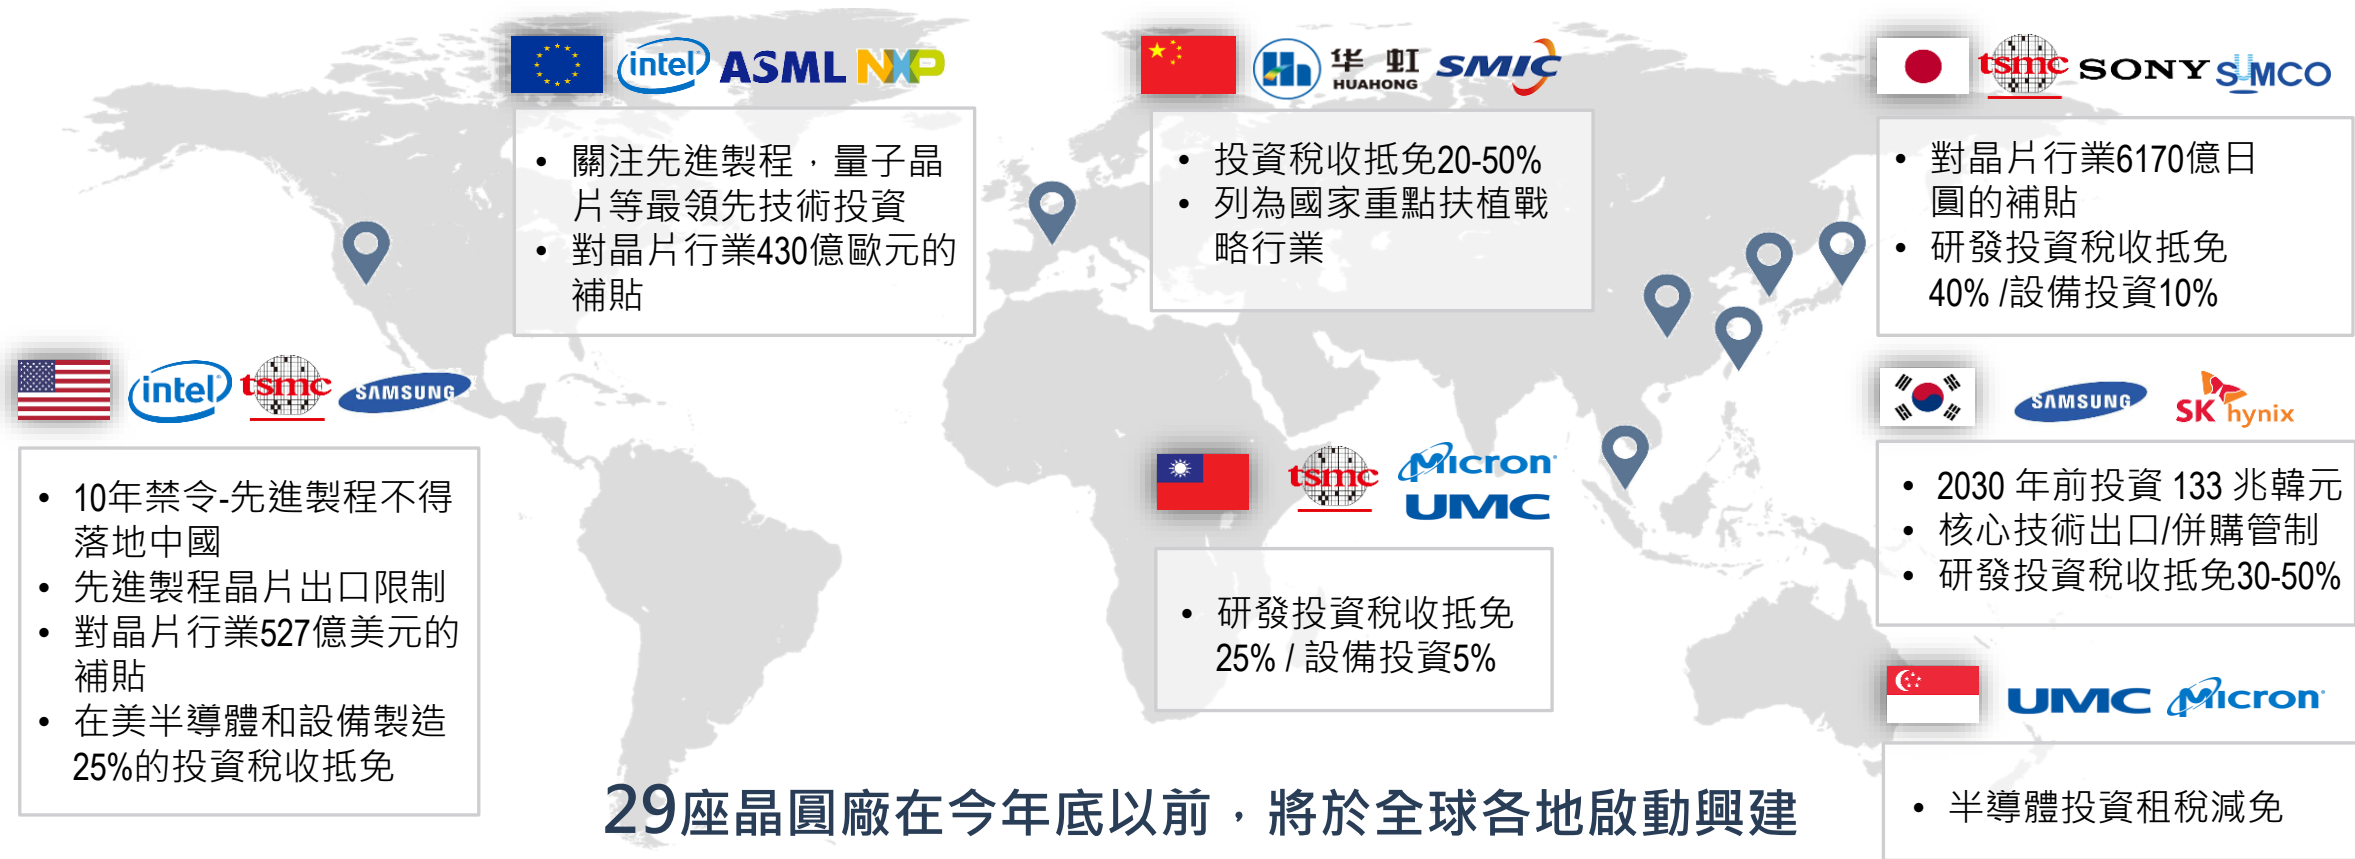 intel ASML NXP
• 關注先進製程，量子晶
片等最領先技術投資
• 對晶片行業430億歐元的
補貼
华 虹 SMIC
HUAHONG
• 投資稅收抵免20-50%
• 列為國家重點扶植戰
略行業
tsmc SONY SUMCO
• 對晶片行業6170億日
圓的補貼
• 研發投資稅收抵免
40% /設備投資10%
intel tsmc SAMSUNG
• 10年禁令-先進製程不得
落地中國
• 先進製程晶片出口限制
• 對晶片行業527億美元的
補貼
• 在美半導體和設備製造
25%的投資稅收抵免
tsmc Micron
UMC
• 研發投資稅收抵免
25% / 設備投資5%
SAMSUNG SK hynix
• 2030 年前投資 133 兆韓元
• 核心技術出口/併購管制
• 研發投資稅收抵免30-50%
UMC Micron
• 半導體投資租稅減免
29座晶圓廠在今年底以前，將於全球各地啟動興建